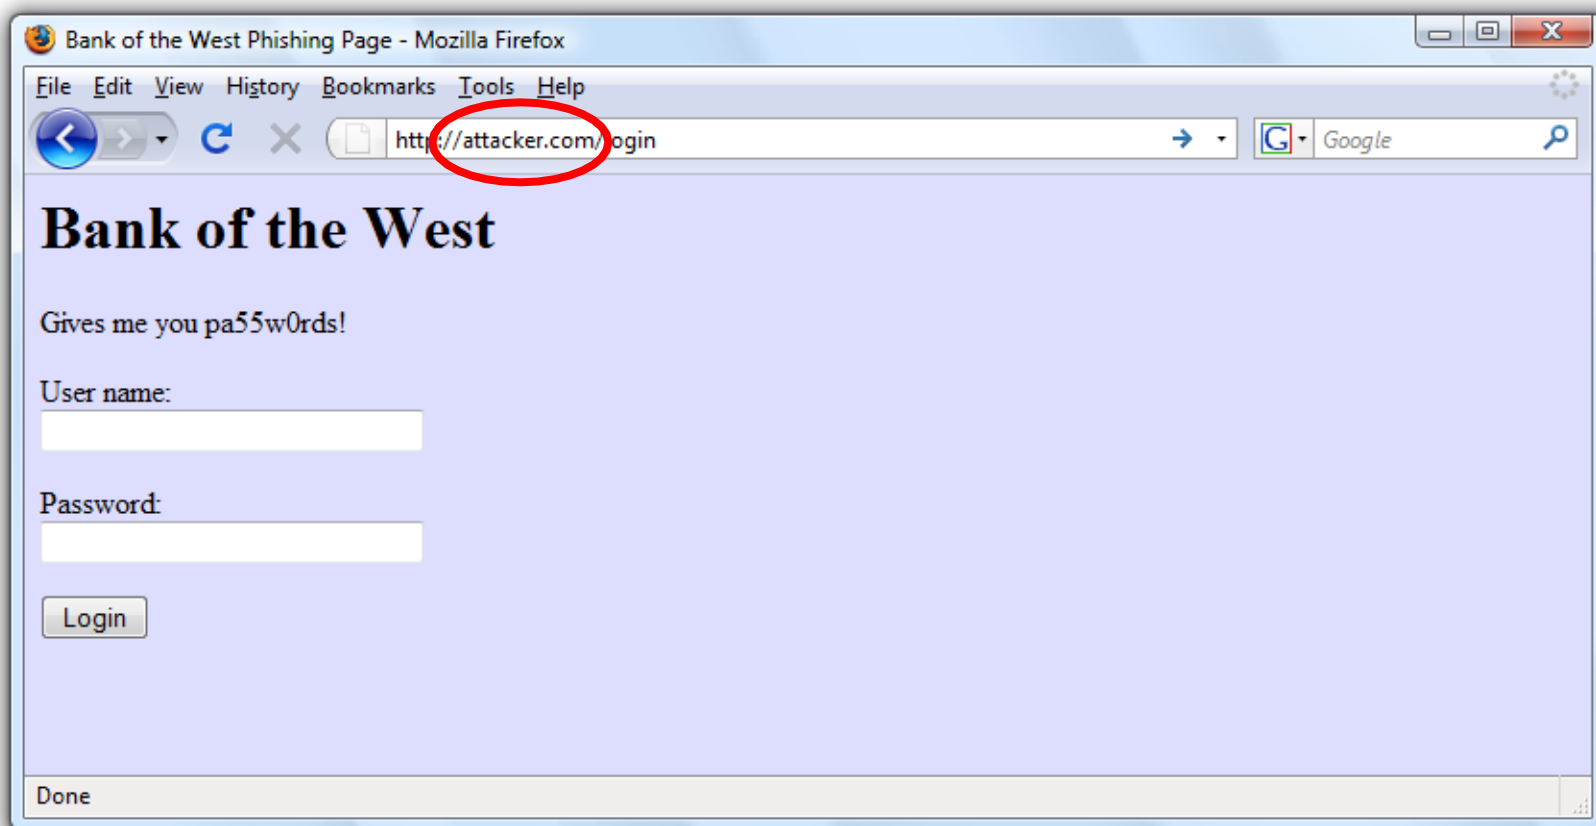 Bank of the West Phishing Page - Mozilla Firefox
File Edit View History Bookmarks Tools Help
http://attacker.com/login G Google
Bank of the West
Gives me you pa55w0rds!
User name:
Password:
Login
Done